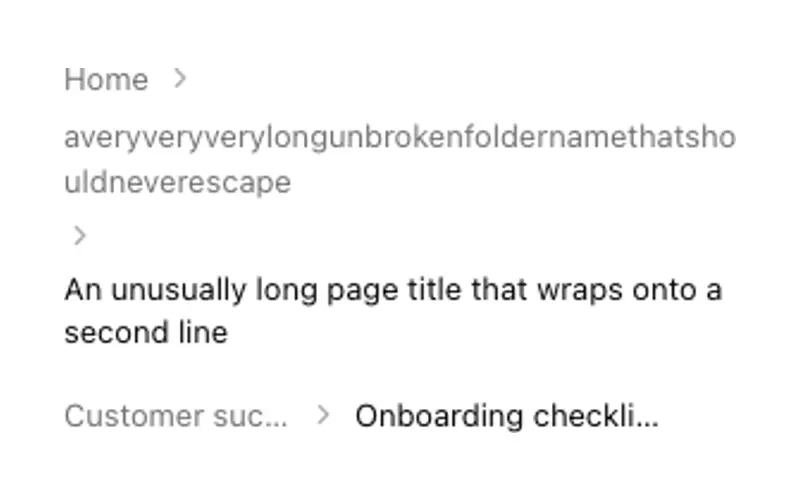 Home >
averyveryverylongunbrokenfoldernamethatsho
uldneverescape
>
An unusually long page title that wraps onto a
second line
Customer suc... > Onboarding checkli...